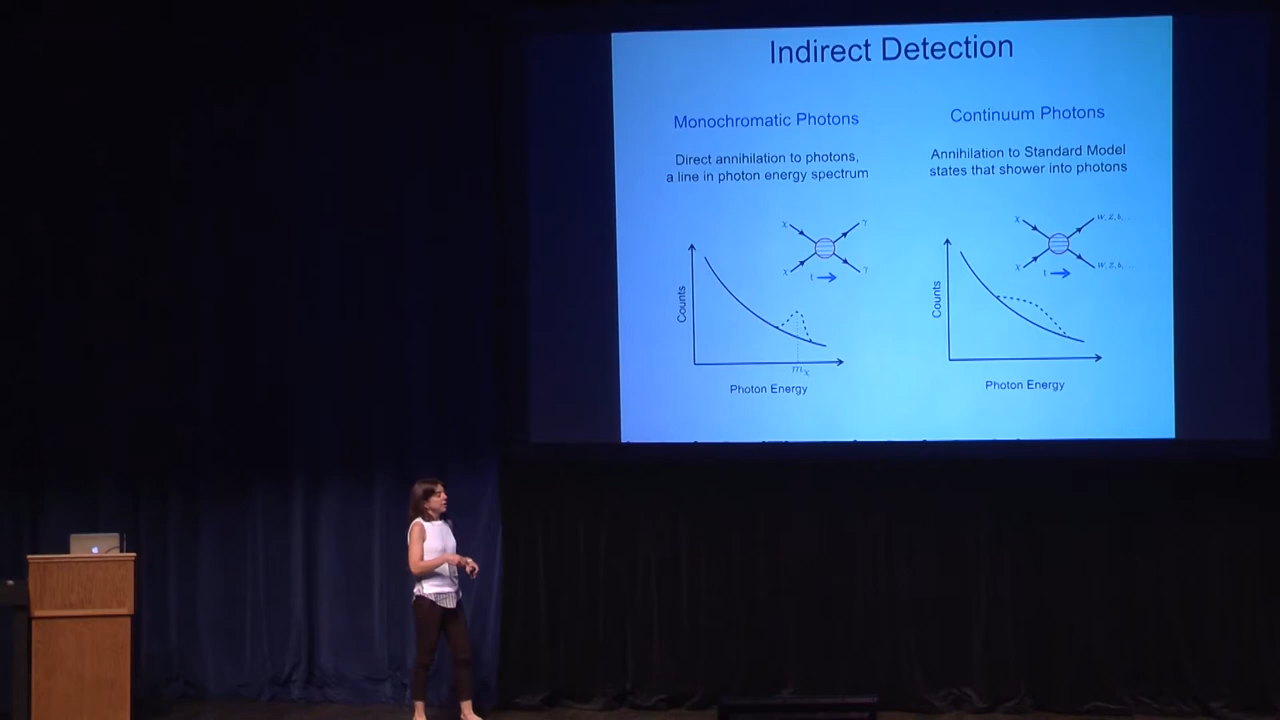 Indirect Detection
Monochromatic Photons
Direct annihilation to photons,
a line in photon energy spectrum
χ
γ
χ
γ
t
Counts
m_χ
Photon Energy
Continuum Photons
Annihilation to Standard Model
states that shower into photons
χ
W, Z, b, ...
χ
W, Z, b, ...
t
Counts
Photon Energy